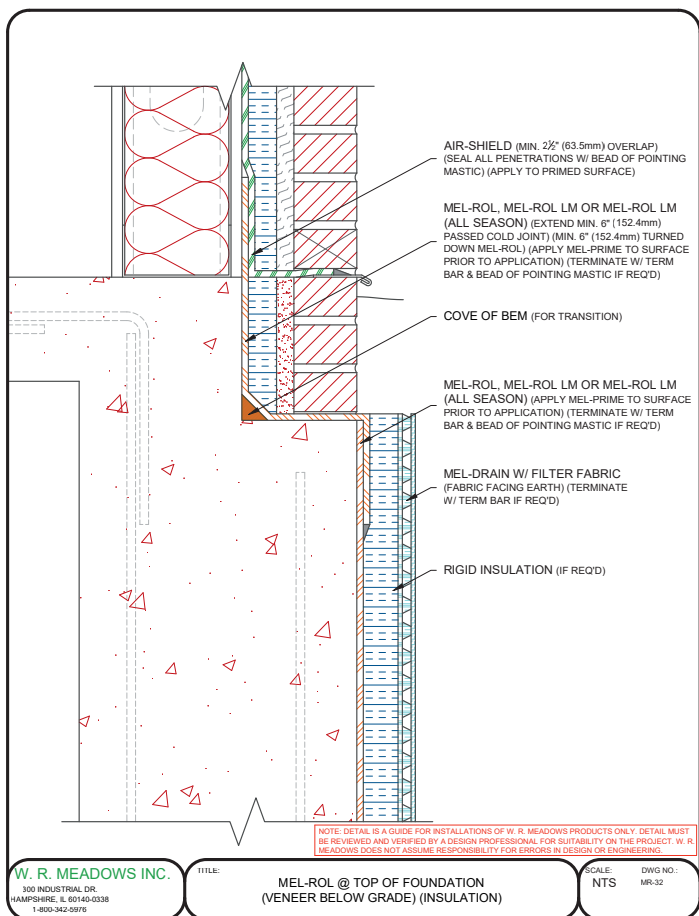 AIR-SHIELD (MIN. 2½" (63.5mm) OVERLAP)
(SEAL ALL PENETRATIONS W/ BEAD OF POINTING
MASTIC) (APPLY TO PRIMED SURFACE)
MEL-ROL, MEL-ROL LM OR MEL-ROL LM
(ALL SEASON) (EXTEND MIN. 6" (152.4mm)
PASSED COLD JOINT) (MIN. 6" (152.4mm) TURNED
DOWN MEL-ROL) (APPLY MEL-PRIME TO SURFACE
PRIOR TO APPLICATION) (TERMINATE W/ TERM
BAR & BEAD OF POINTING MASTIC IF REQ'D)
COVE OF BEM (FOR TRANSITION)
MEL-ROL, MEL-ROL LM OR MEL-ROL LM
(ALL SEASON) (APPLY MEL-PRIME TO SURFACE
PRIOR TO APPLICATION) (TERMINATE W/ TERM
BAR & BEAD OF POINTING MASTIC IF REQ'D)
MEL-DRAIN W/ FILTER FABRIC
(FABRIC FACING EARTH) (TERMINATE
W/ TERM BAR IF REQ'D)
RIGID INSULATION (IF REQ'D)
NOTE: DETAIL IS A GUIDE FOR INSTALLATIONS OF W. R. MEADOWS PRODUCTS ONLY. DETAIL MUST
BE REVIEWED AND VERIFIED BY A DESIGN PROFESSIONAL FOR SUITABILITY ON THE PROJECT. W. R.
MEADOWS DOES NOT ASSUME RESPONSIBILITY FOR ERRORS IN DESIGN OR ENGINEERING.
W. R. MEADOWS INC.
300 INDUSTRIAL DR.
HAMPSHIRE, IL 60140-0338
1-800-342-5976
TITLE:
MEL-ROL @ TOP OF FOUNDATION
(VENEER BELOW GRADE) (INSULATION)
SCALE:
NTS
DWG NO.:
MR-32